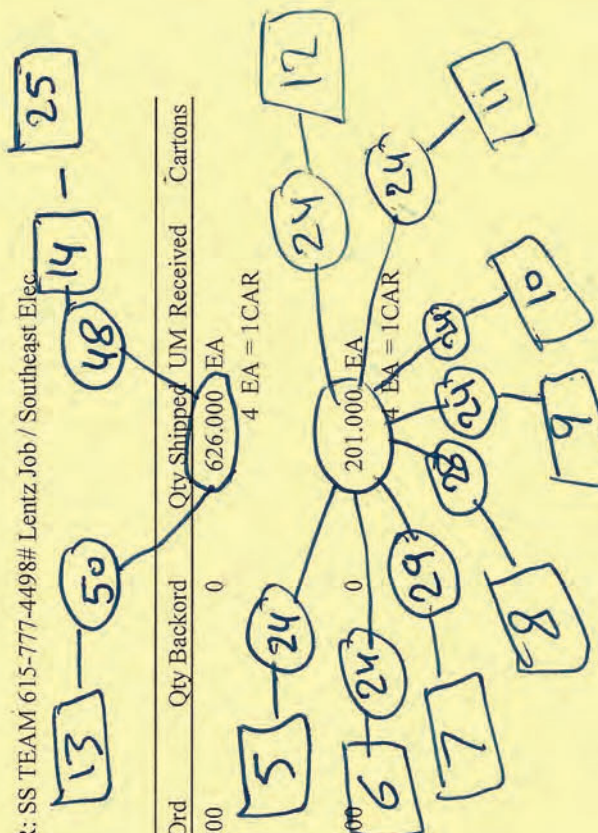 R: SS TEAM 615-777-4498# Lentz Job / Southeast Elec
13 50 48 14 - 25
Ord Qty Backord Qty Shipped UM Received Cartons
00 0 626.000 EA
4 EA = 1CAR
5 24 24 12
00 0 201.000 EA
4 EA = 1CAR
6 24 24 11
7 29 24 10
8 28 24 9